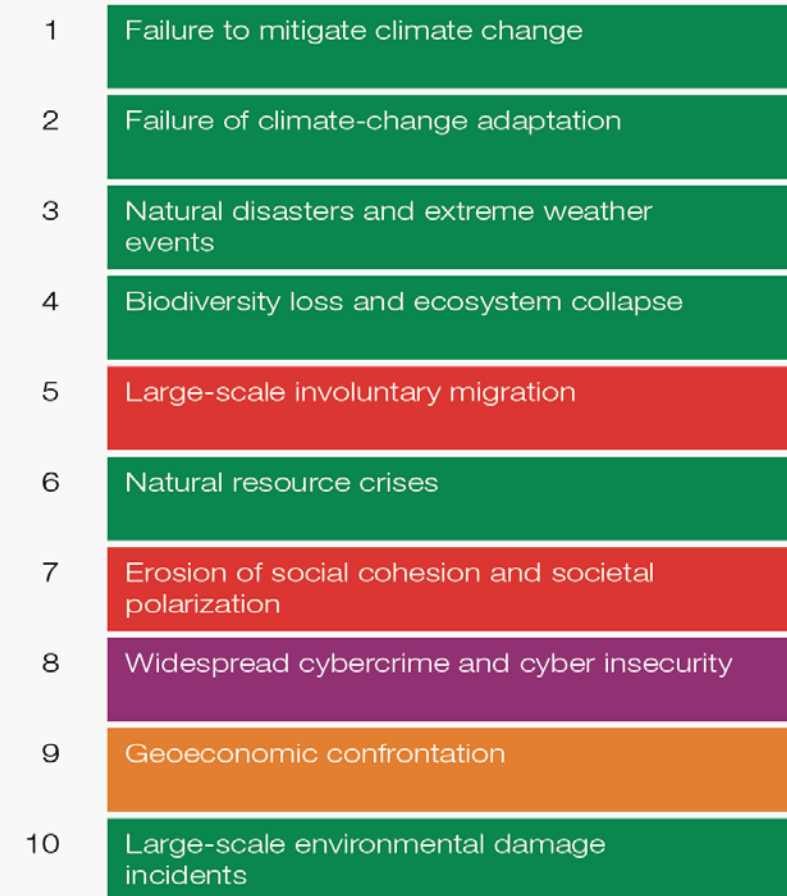 1 Failure to mitigate climate change
2 Failure of climate-change adaptation
3 Natural disasters and extreme weather
events
4 Biodiversity loss and ecosystem collapse
5 Large-scale involuntary migration
6 Natural resource crises
7 Erosion of social cohesion and societal
polarization
8 Widespread cybercrime and cyber insecurity
9 Geoeconomic confrontation
10 Large-scale environmental damage
incidents